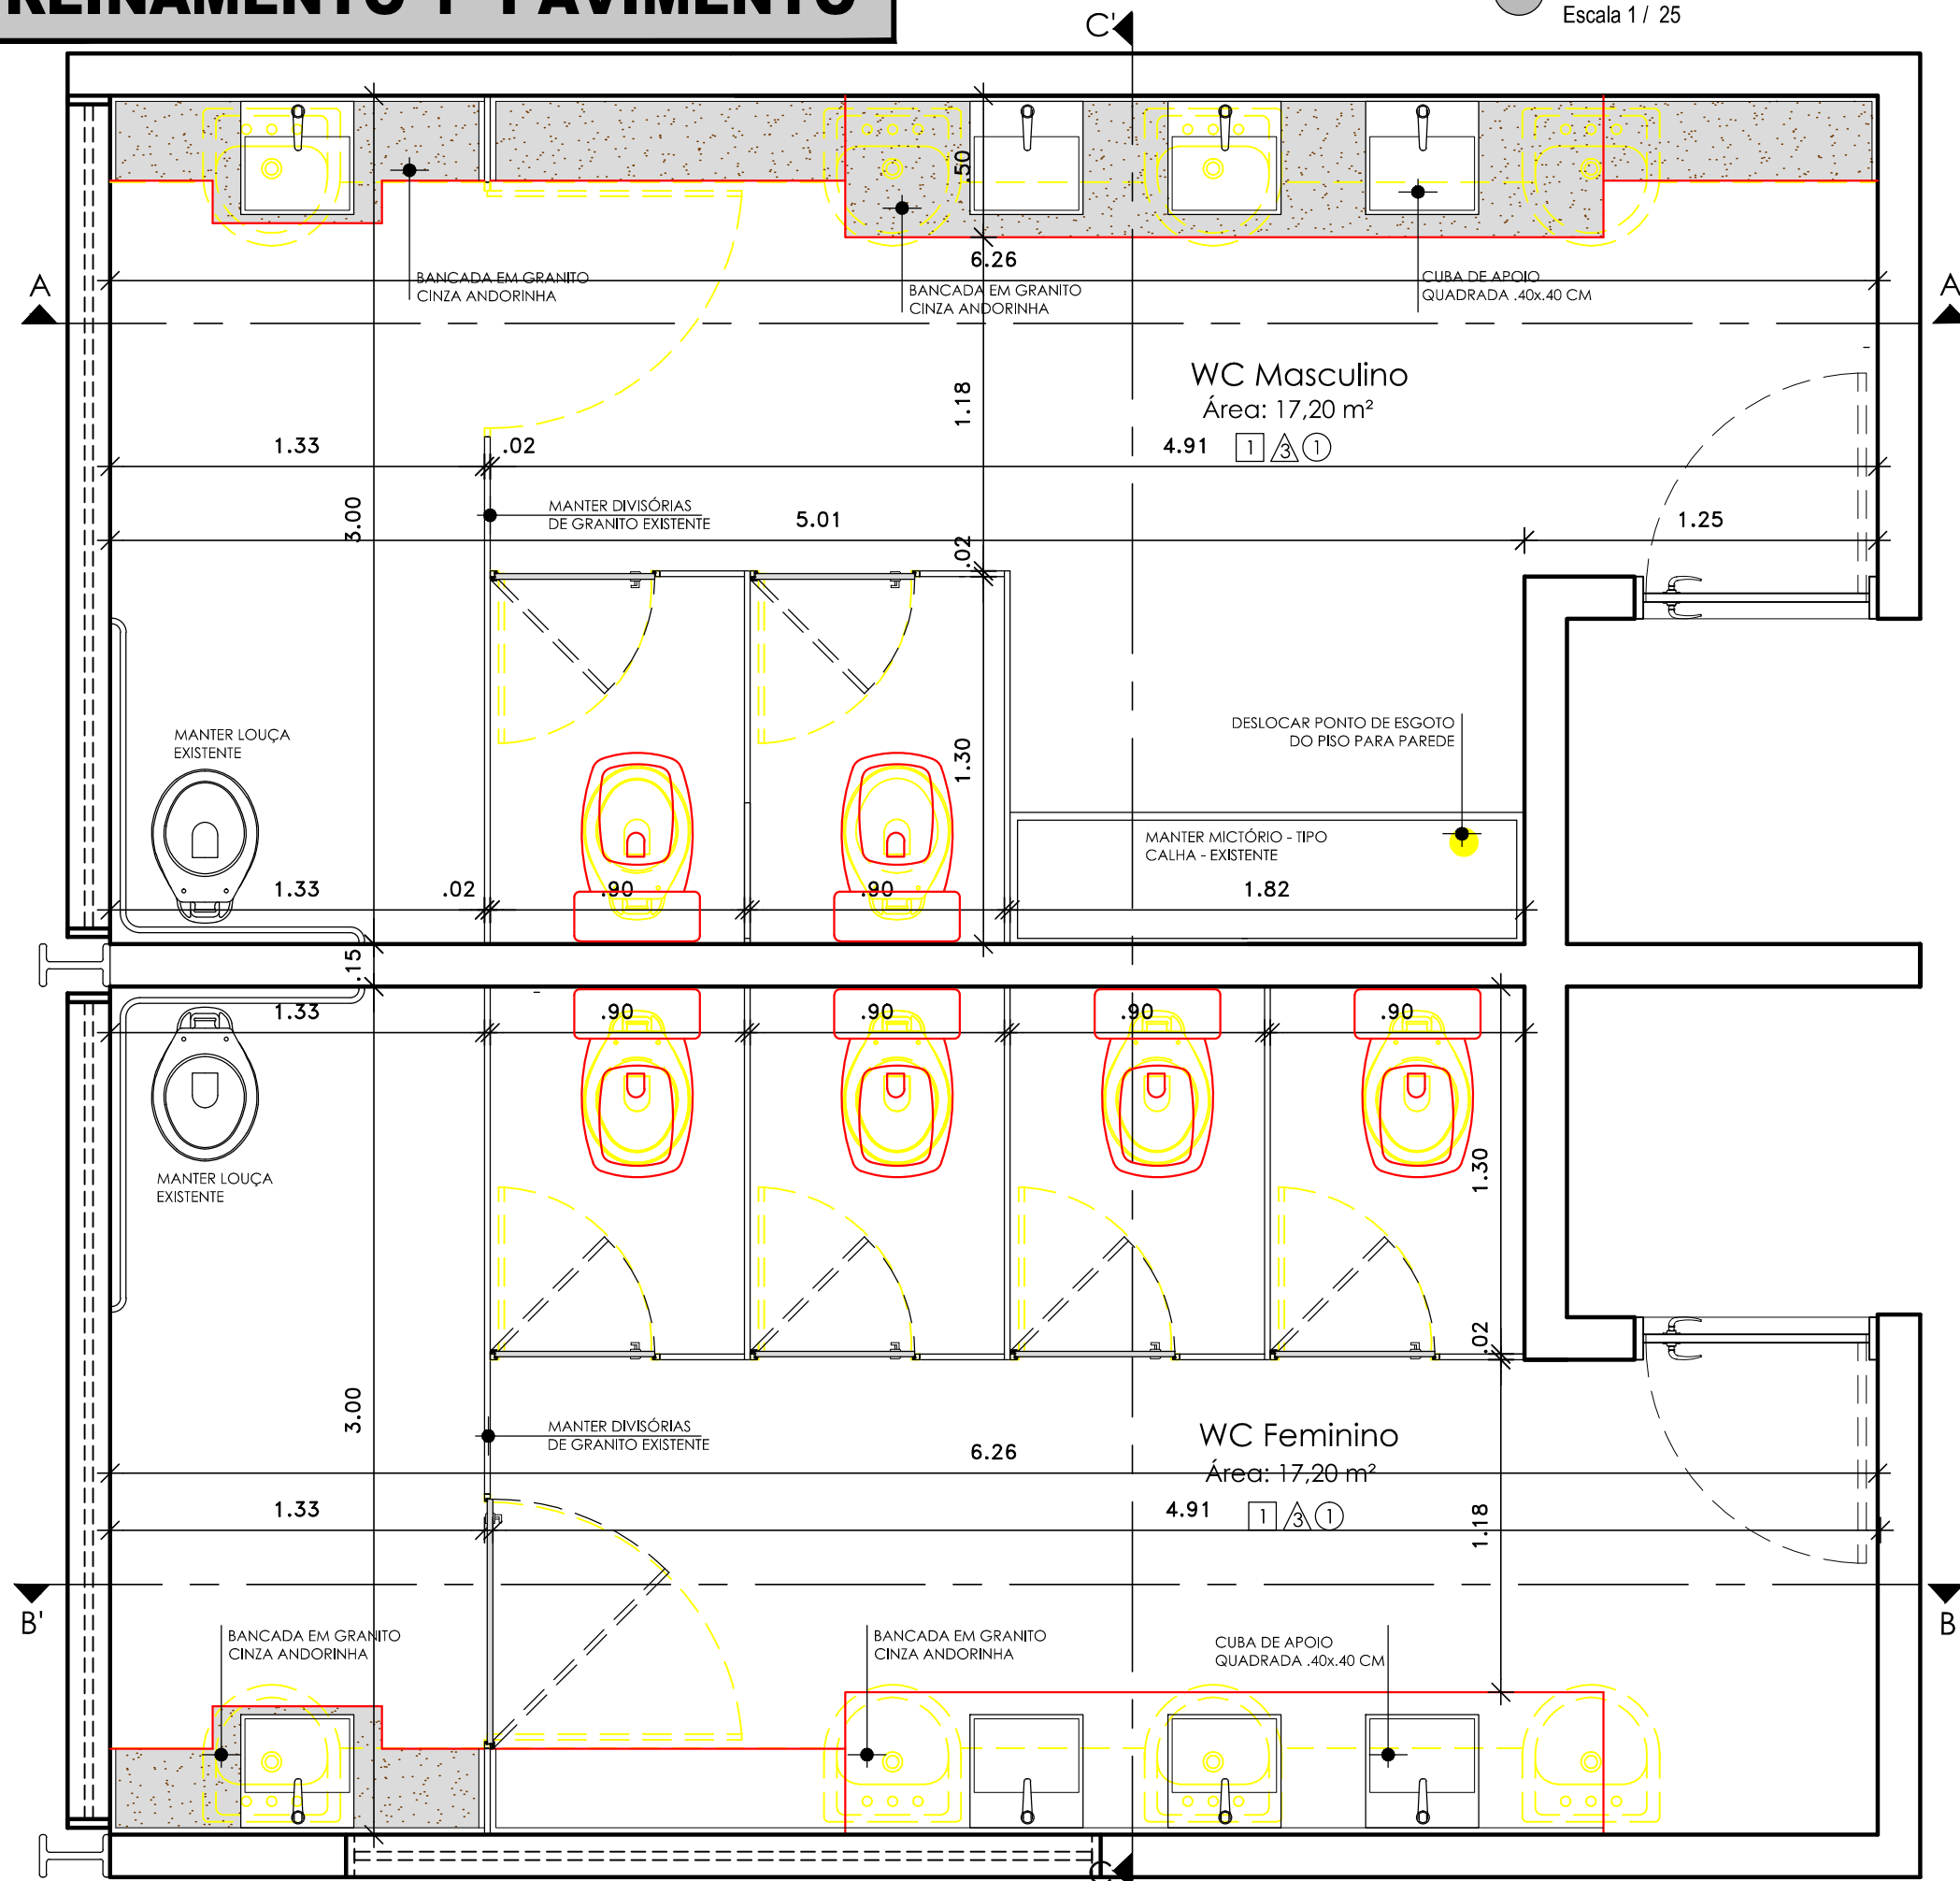 Escala 1 / 25
C'
.50
6.26
BANCADA EM GRANITO
CINZA ANDORINHA
BANCADA EM GRANITO
CINZA ANDORINHA
CUBA DE APOIO
QUADRADA .40x.40 CM
A
A
WC Masculino
Área: 17,20 m²
1.18
1.33
.02
4.91
1
3
1
MANTER DIVISÓRIAS
DE GRANITO EXISTENTE
3.00
5.01
1.25
.02
MANTER LOUÇA
EXISTENTE
1.30
DESLOCAR PONTO DE ESGOTO
DO PISO PARA PAREDE
MANTER MICTÓRIO - TIPO
CALHA - EXISTENTE
1.33
.02
.90
.90
1.82
.15
1.33
.90
.90
.90
.90
MANTER LOUÇA
EXISTENTE
1.30
.02
3.00
MANTER DIVISÓRIAS
DE GRANITO EXISTENTE
6.26
WC Feminino
Área: 17,20 m²
1.33
4.91
1
3
1
1.18
B'
B
BANCADA EM GRANITO
CINZA ANDORINHA
BANCADA EM GRANITO
CINZA ANDORINHA
CUBA DE APOIO
QUADRADA .40x.40 CM
C